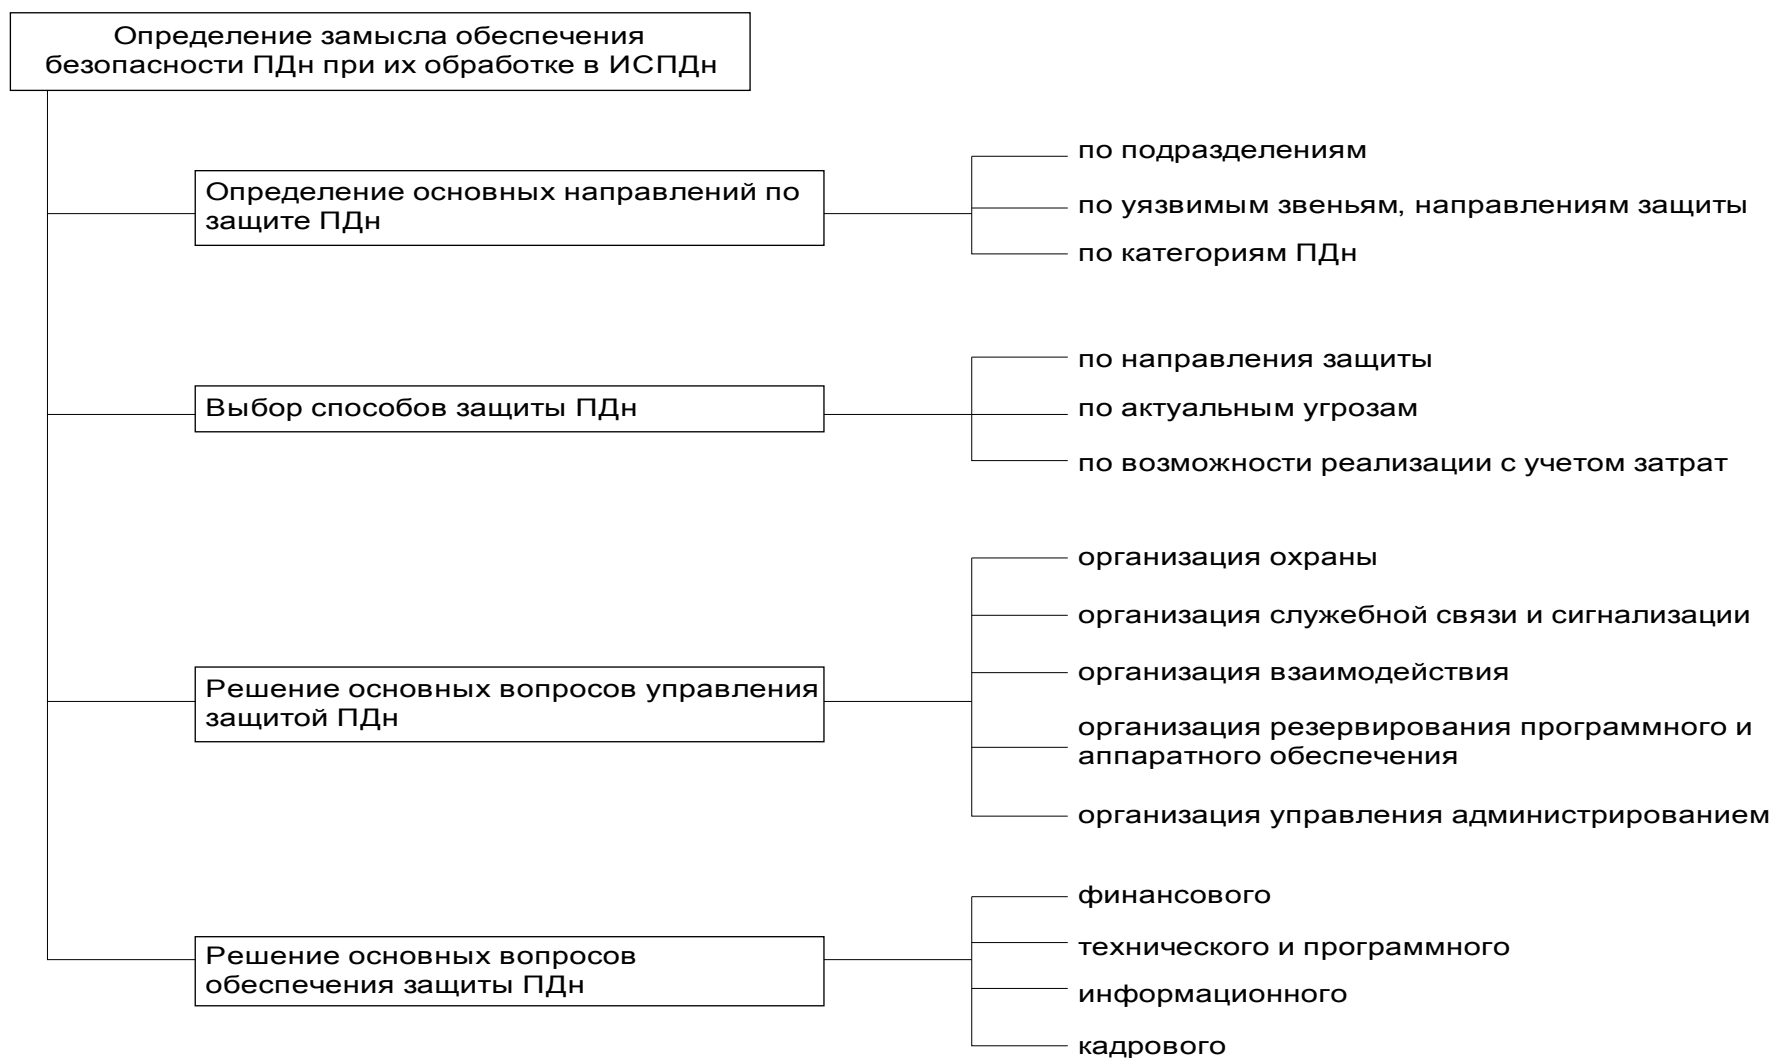 Определение замысла обеспечения
безопасности ПДн при их обработке в ИСПДн
Определение основных направлений по
защите ПДн
по подразделениям
по уязвимым звеньям, направлениям защиты
по категориям ПДн
Выбор способов защиты ПДн
по направления защиты
по актуальным угрозам
по возможности реализации с учетом затрат
Решение основных вопросов управления
защитой ПДн
организация охраны
организация служебной связи и сигнализации
организация взаимодействия
организация резервирования программного и
аппаратного обеспечения
организация управления администрированием
Решение основных вопросов
обеспечения защиты ПДн
финансового
технического и программного
информационного
кадрового